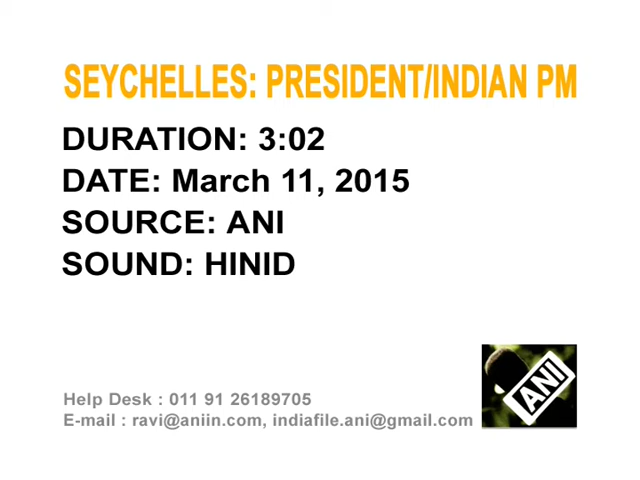 SEYCHELLES: PRESIDENT/INDIAN PM
DURATION: 3:02
DATE: March 11, 2015
SOURCE: ANI
SOUND: HINID
Help Desk : 011 91 26189705
E-mail : ravi@aniin.com, indiafile.ani@gmail.com
ANI